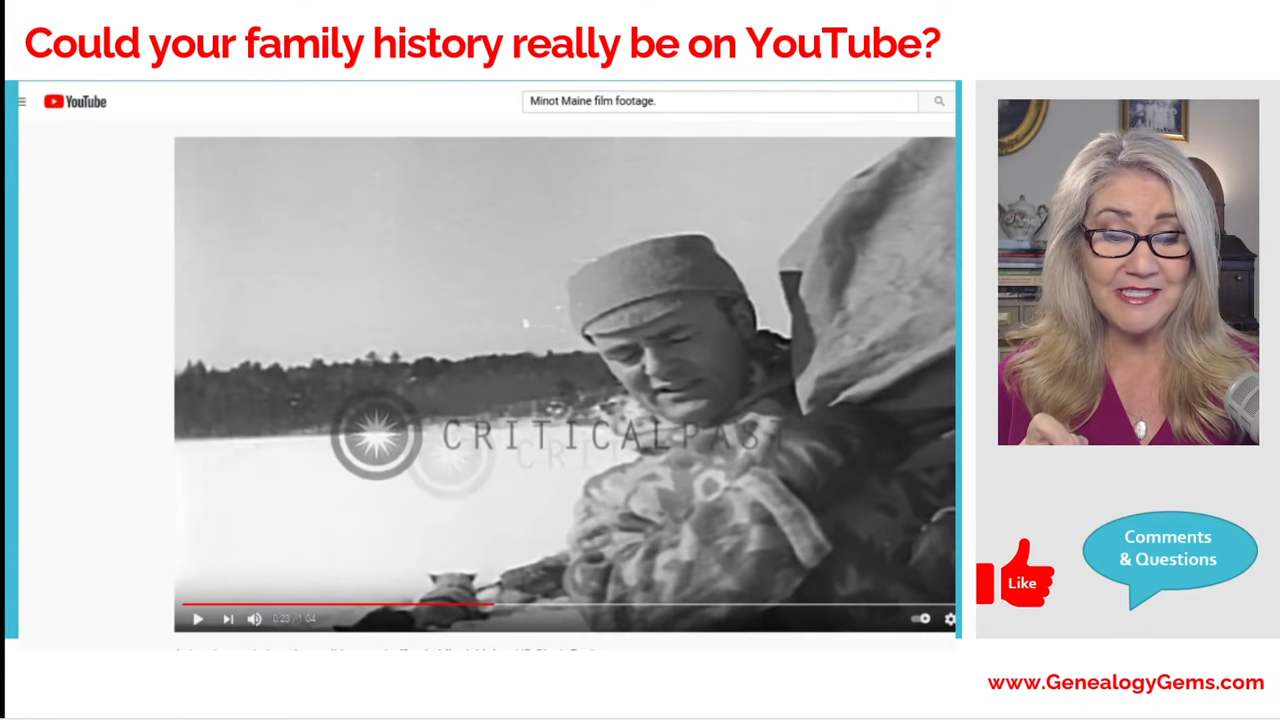 Could your family history really be on YouTube?
YouTube
Minot Maine film footage.
CRITICALPAST
CRI
0:23 / 1:04
Comments
& Questions
Like
www.GenealogyGems.com